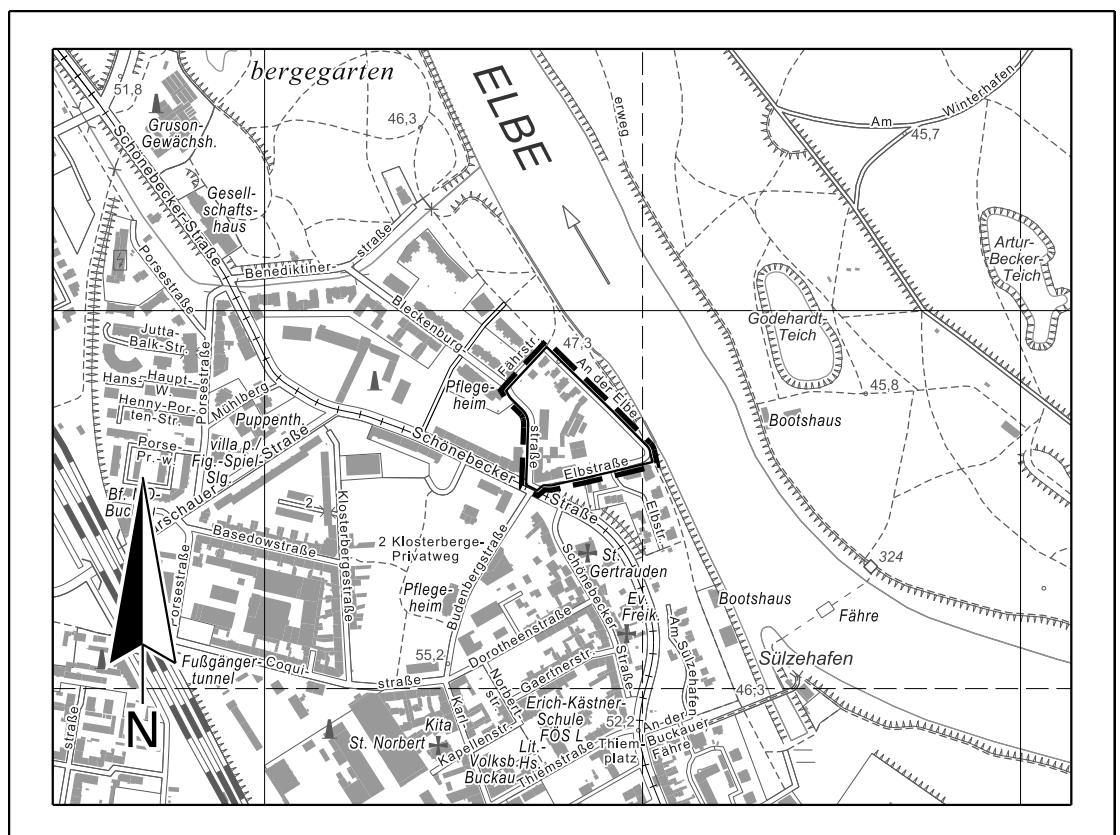 bergegarten
ELBE
51,8
Gruson-
Gewächsh.
46,3
erweg
Am
Winterhafen
45,7
Gesell-
schafts-
haus
Schönebecker-Straße
Artur-
Becker-
Teich
Porsestraße
Benediktiner-
straße
Bleckenburg-
Godehardt-
Teich
Jutta-
Balk-Str.
Fährstr.
47,3
An der Elbe
Hans-
Haupt-
W.
Porsestraße
Mühlberg
Pflege-
heim
45,8
Henny-Por-
ten-Str.
Puppenth.
Bootshaus
straße
villa p./
Fig.-Spiel-
Slg.
Straße
Schönebecker
Straße
Porse-
Pr.-w.
Elbstraße
Buc
2
Klosterbergestraße
Elbstr.
Basedowstraße
2 Klosterberge-
Privatweg
324
Porsestraße
Budenbergstraße
Schönebecker
Straße
St.
Gertrauden
Pflege-
heim
Ev.
Freik.
Bootshaus
Fähre
Dorotheenstraße
Am-Sülzehafen
55,2
Sülzehafen
Fußgänger-
tunnel
Coqui-
straße
Gaertnerstr.
Norbert-
str.
46,3
Karl-
Erich-Kästner-
Schule
FÖS L
52,2
An-der
Buckauer
Fähre
straße
St. Norbert
Kita
Kapellenstr.
Lit.-
Hs.
Thiem-
platz
Volksb.
Buckau
Thiemstraße
N